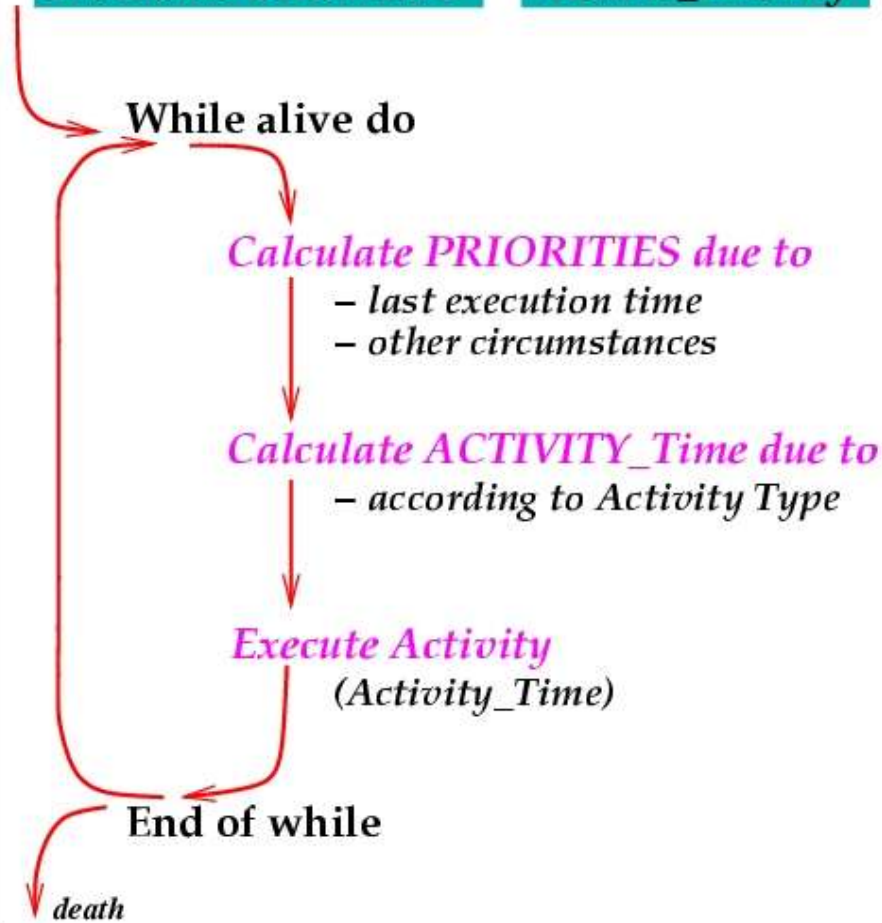 While alive do
Calculate PRIORITIES due to
– last execution time
– other circumstances
Calculate ACTIVITY_Time due to
– according to Activity Type
Execute Activity
(Activity_Time)
End of while
death